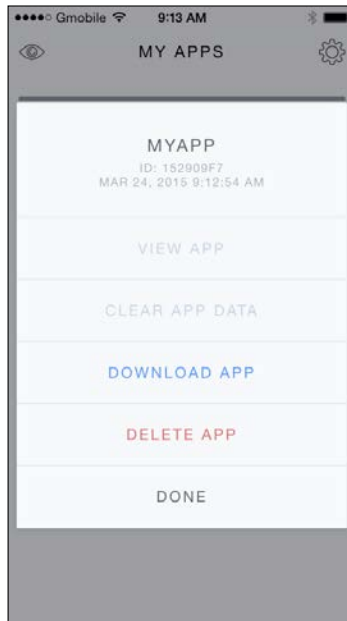 Gmobile 9:13 AM
MY APPS
MYAPP
ID: 152909F7
MAR 24, 2015 9:12:54 AM
VIEW APP
CLEAR APP DATA
DOWNLOAD APP
DELETE APP
DONE